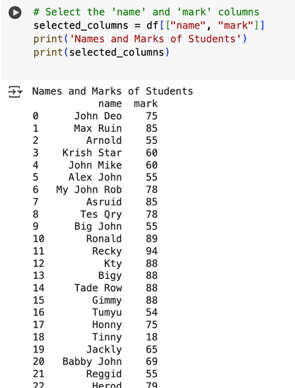 # Select the 'name' and 'mark' columns
selected_columns = df[["name", "mark"]]
print('Names and Marks of Students')
print(selected_columns)
Names and Marks of Students
name mark
0 John Deo 75
1 Max Ruin 85
2 Arnold 55
3 Krish Star 60
4 John Mike 60
5 Alex John 55
6 My John Rob 78
7 Asruid 85
8 Tes Qry 78
9 Big John 55
10 Ronald 89
11 Recky 94
12 Kty 88
13 Bigy 88
14 Tade Row 88
15 Gimmy 88
16 Tumyu 54
17 Honny 75
18 Tinny 18
19 Jackly 65
20 Babby John 69
21 Reggid 55
22 Herod 79